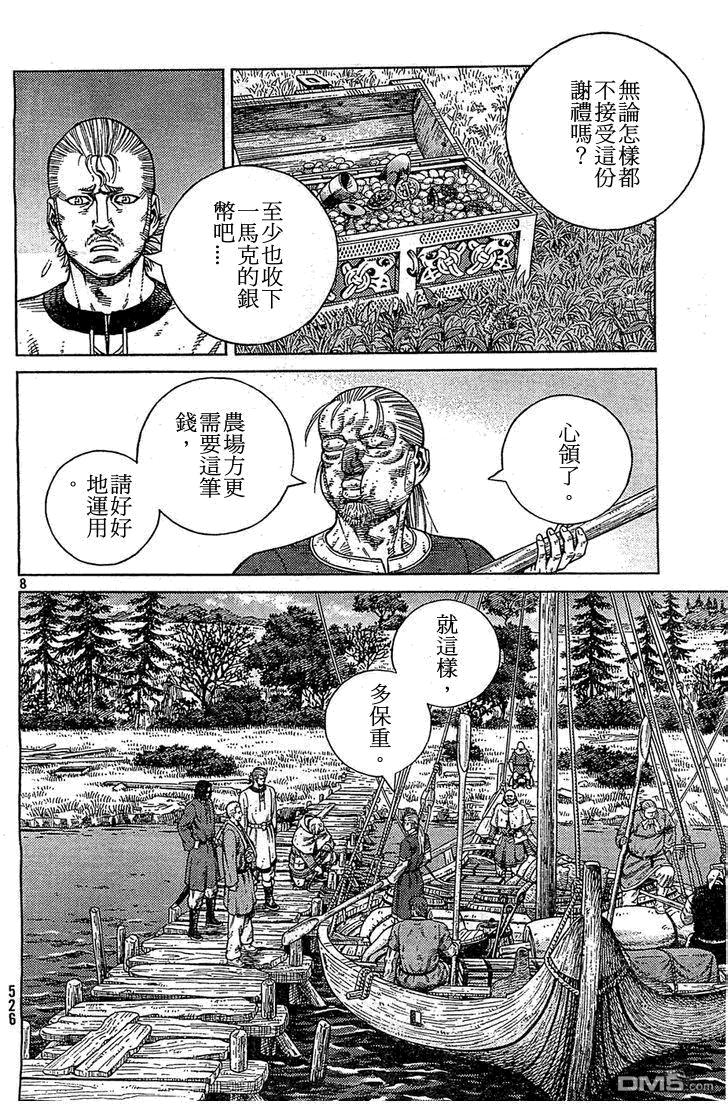 無論怎樣都
不接受這份
謝禮嗎？
至少也收下
一馬克的銀
幣吧....
心領了。
農場方更
需要這筆
錢，
請好好
地運用
。
8
就這樣，
多保重。
526
DM5